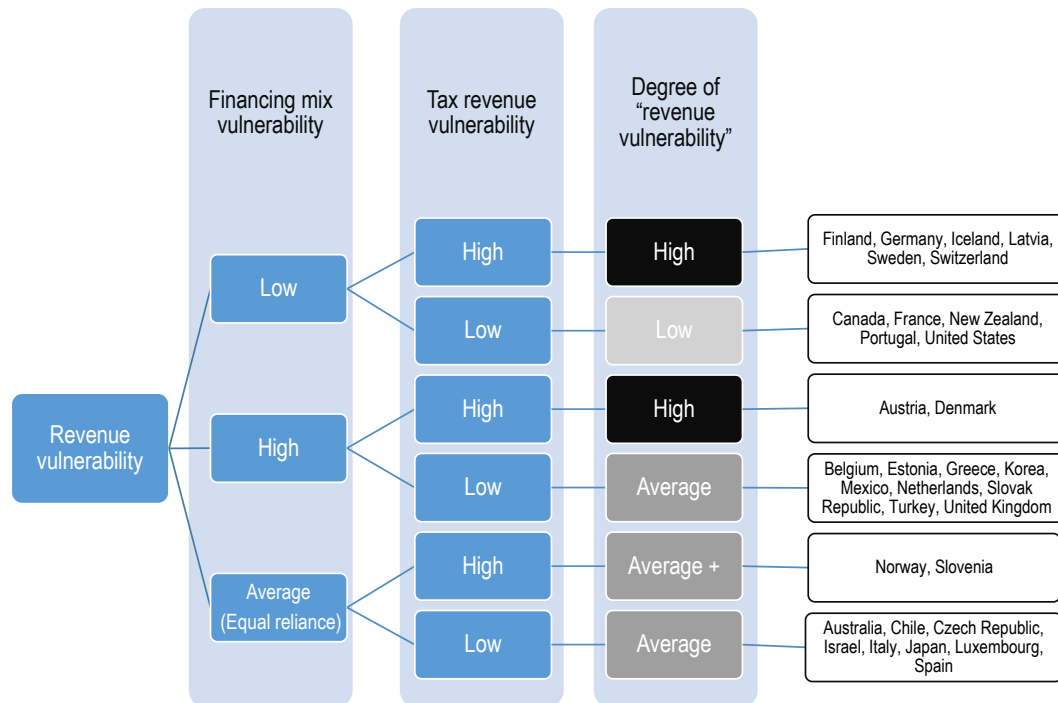 Financing mix
vulnerability
Tax revenue
vulnerability
Degree of
“revenue
vulnerability”
Revenue
vulnerability
Low
High
High
Finland, Germany, Iceland, Latvia,
Sweden, Switzerland
Low
Low
Canada, France, New Zealand,
Portugal, United States
High
High
High
Austria, Denmark
Low
Average
Belgium, Estonia, Greece, Korea,
Mexico, Netherlands, Slovak
Republic, Turkey, United Kingdom
Average
(Equal reliance)
High
Average +
Norway, Slovenia
Low
Average
Australia, Chile, Czech Republic,
Israel, Italy, Japan, Luxembourg,
Spain